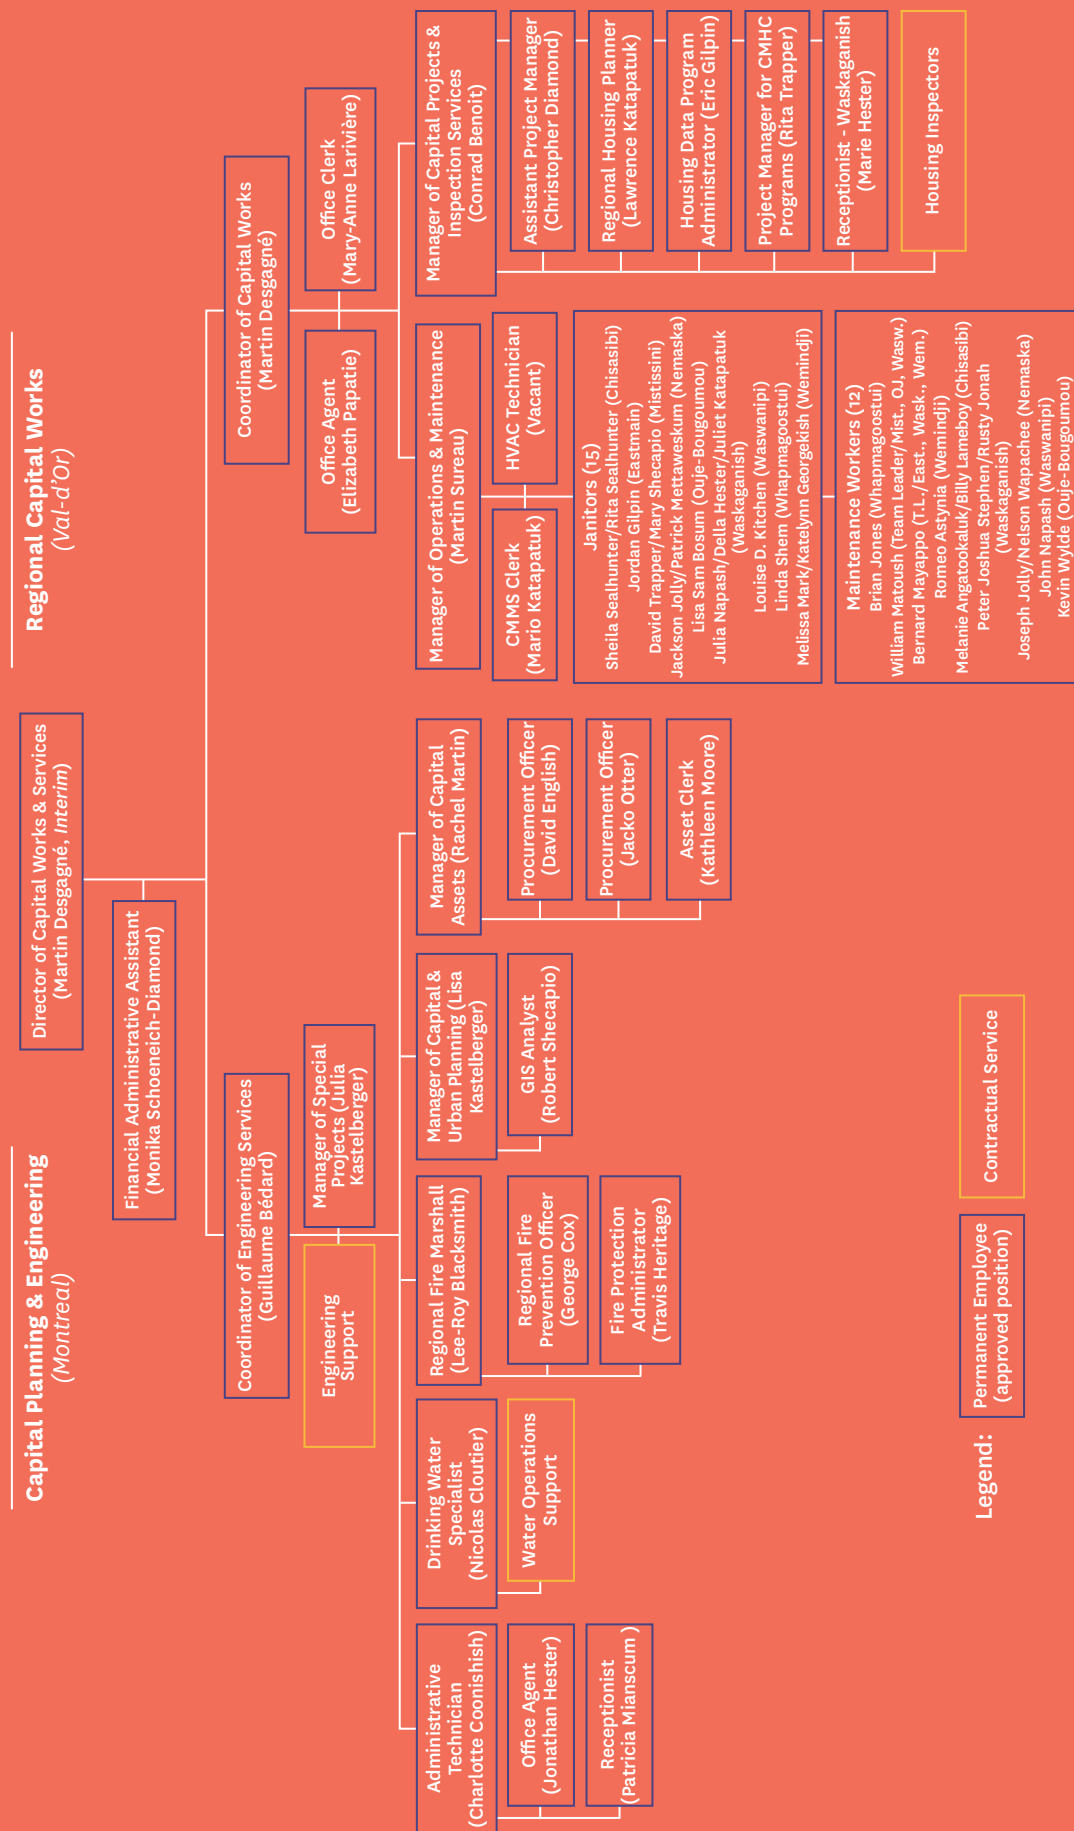 Capital Planning & Engineering
(Montreal)
Regional Capital Works
(Val-d'Or)
Director of Capital Works & Services
(Martin Desgagné, Interim)
Financial Administrative Assistant
(Monika Schoeneich-Diamond)
Coordinator of Engineering Services
(Guillaume Bédard)
Engineering
Support
Manager of Special
Projects (Julia
Kastelberger)
Administrative
Technician
(Charlotte Coonishish)
Office Agent
(Jonathan Hester)
Receptionist
(Patricia Mianscum )
Drinking Water
Specialist
(Nicolas Cloutier)
Water Operations
Support
Regional Fire Marshall
(Lee-Roy Blacksmith)
Regional Fire
Prevention Officer
(George Cox)
Fire Protection
Administrator
(Travis Heritage)
Manager of Capital &
Urban Planning (Lisa
Kastelberger)
GIS Analyst
(Robert Shecapio)
Manager of Capital
Assets (Rachel Martin)
Procurement Officer
(David English)
Procurement Officer
(Jacko Otter)
Asset Clerk
(Kathleen Moore)
Coordinator of Capital Works
(Martin Desgagné)
Office Agent
(Elizabeth Papatie)
Office Clerk
(Mary-Anne Larivière)
Manager of Operations & Maintenance
(Martin Sureau)
CMMS Clerk
(Mario Katapatuk)
HVAC Technician
(Vacant)
Janitors (15)
Sheila Sealhunter/Rita Sealhunter (Chisasibi)
Jordan Gilpin (Eastmain)
David Trapper/Mary Shecapio (Mistissini)
Jackson Jolly/Patrick Mettaweskum (Nemaska)
Lisa Sam Bosum (Ouje-Bougoumou)
Julia Napash/Della Hester/Juliet Katapatuk
(Waskaganish)
Louise D. Kitchen (Waswanipi)
Linda Shem (Whapmagoostui)
Melissa Mark/Katelynn Georgekish (Wemindji)
Maintenance Workers (12)
Brian Jones (Whapmagoostui)
William Matoush (Team Leader/Mist., OJ, Wasw.)
Bernard Mayappo (T.L./East., Wask., Wem.)
Romeo Astynia (Wemindji)
Melanie Angatookaluk/Billy Lameboy (Chisasibi)
Peter Joshua Stephen/Rusty Jonah
(Waskaganish)
Joseph Jolly/Nelson Wapachee (Nemaska)
John Napash (Waswanipi)
Kevin Wylde (Ouje-Bougoumou)
Manager of Capital Projects &
Inspection Services
(Conrad Benoit)
Assistant Project Manager
(Christopher Diamond)
Regional Housing Planner
(Lawrence Katapatuk)
Housing Data Program
Administrator (Eric Gilpin)
Project Manager for CMHC
Programs (Rita Trapper)
Receptionist - Waskaganish
(Marie Hester)
Housing Inspectors
Legend:
Permanent Employee
(approved position)
Contractual Service